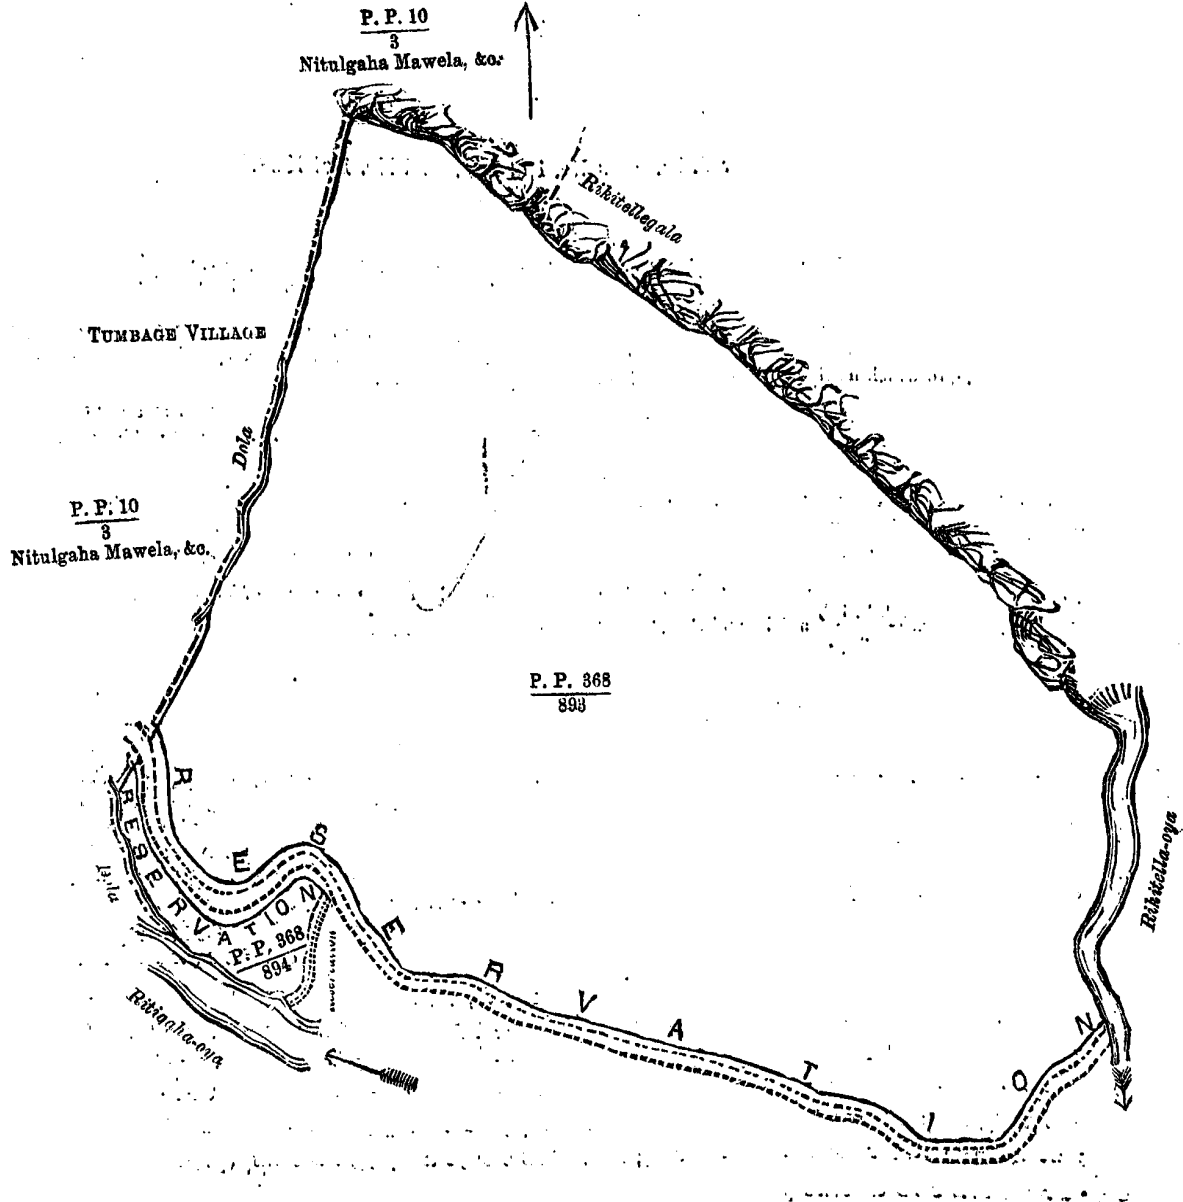 P. P. 10
3
Nitulgaha Mawela, &c.
Rikitellegala
TUMBAGE VILLAGE
Dola
P. P. 10
3
Nitulgaha Mawela, &c.
P. P. 368
893
RESERVATION
RESERVATION
P. P. 368
894
Ritigaha-oya
Rikitella-oya